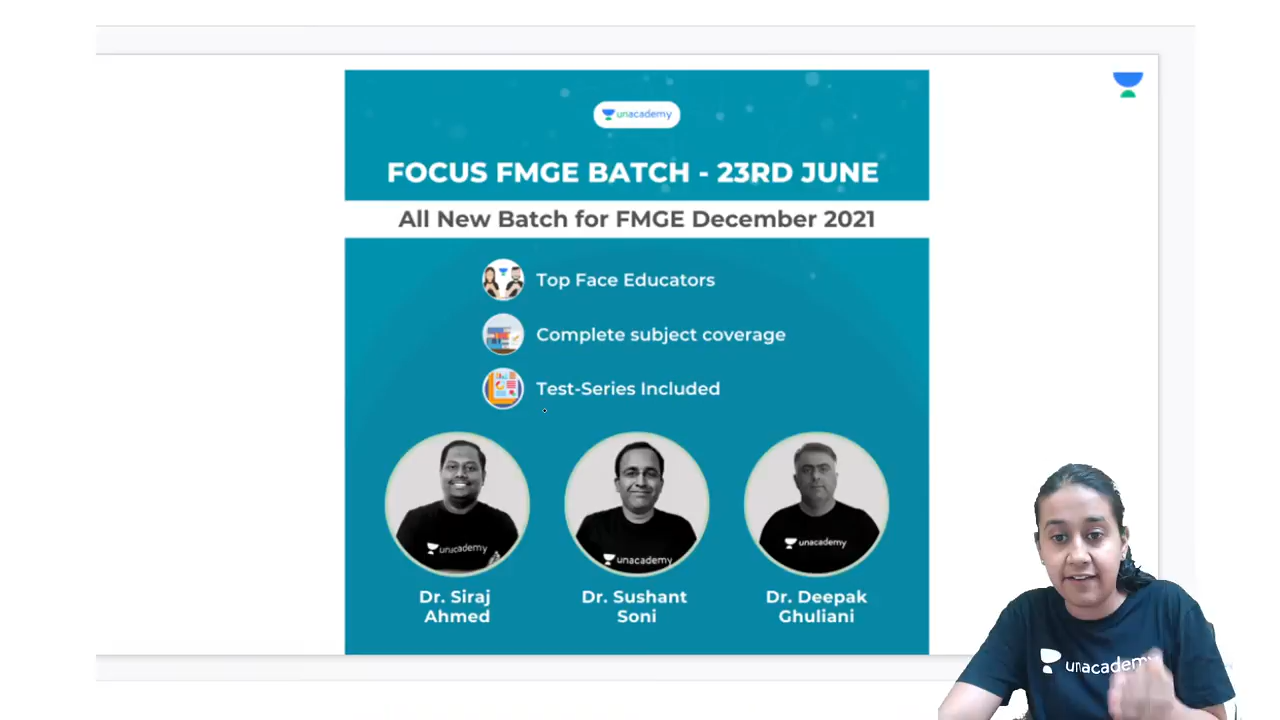 unacademy
FOCUS FMGE BATCH - 23RD JUNE
All New Batch for FMGE December 2021
Top Face Educators
Complete subject coverage
Test-Series Included
unacademy
unacademy
unacademy
Dr. Siraj
Ahmed
Dr. Sushant
Soni
Dr. Deepak
Ghuliani
unacademy